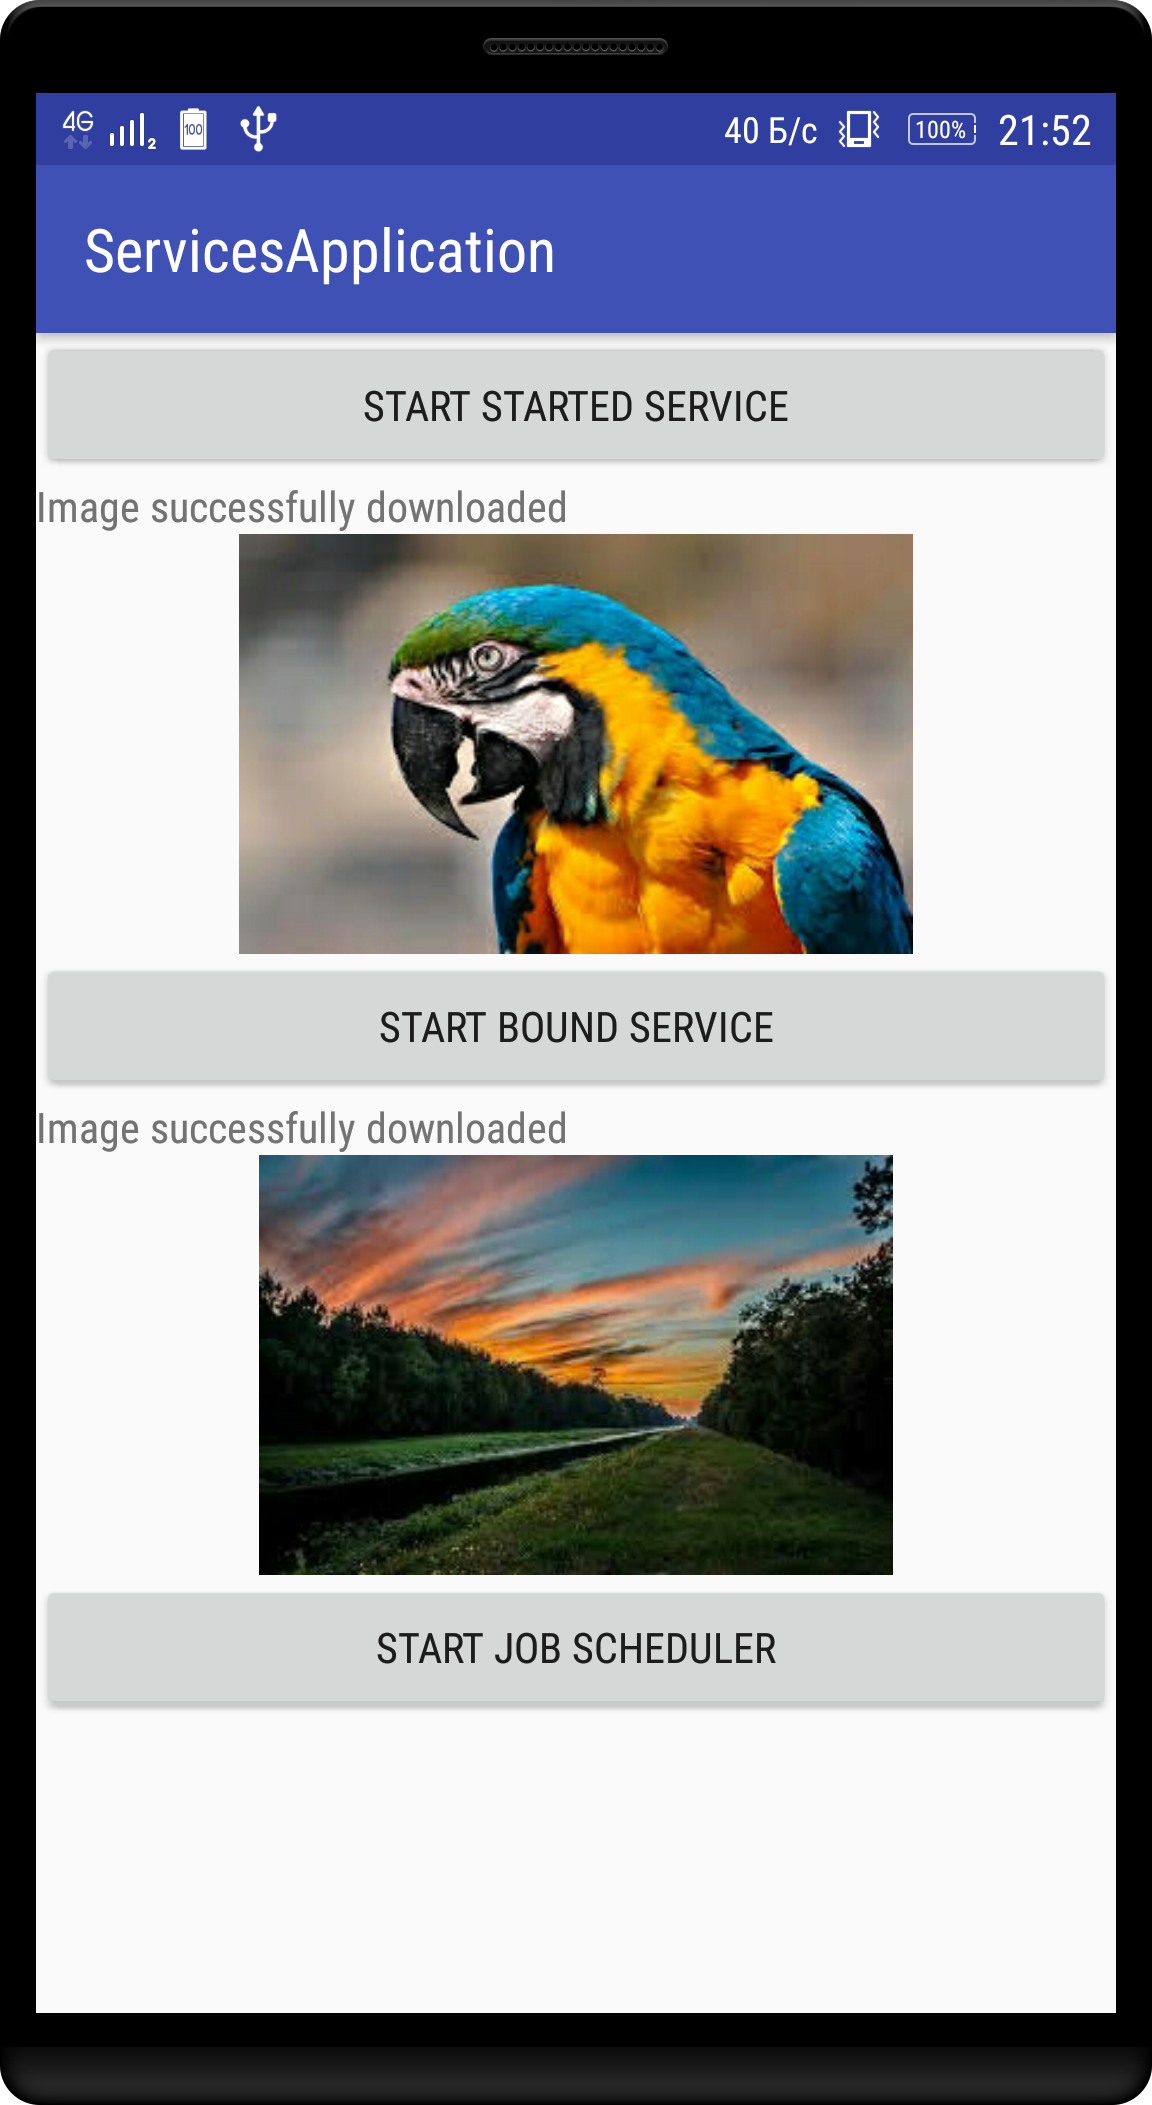 4G 2 100 40 Б/с 100% 21:52
ServicesApplication
START STARTED SERVICE
Image successfully downloaded
START BOUND SERVICE
Image successfully downloaded
START JOB SCHEDULER